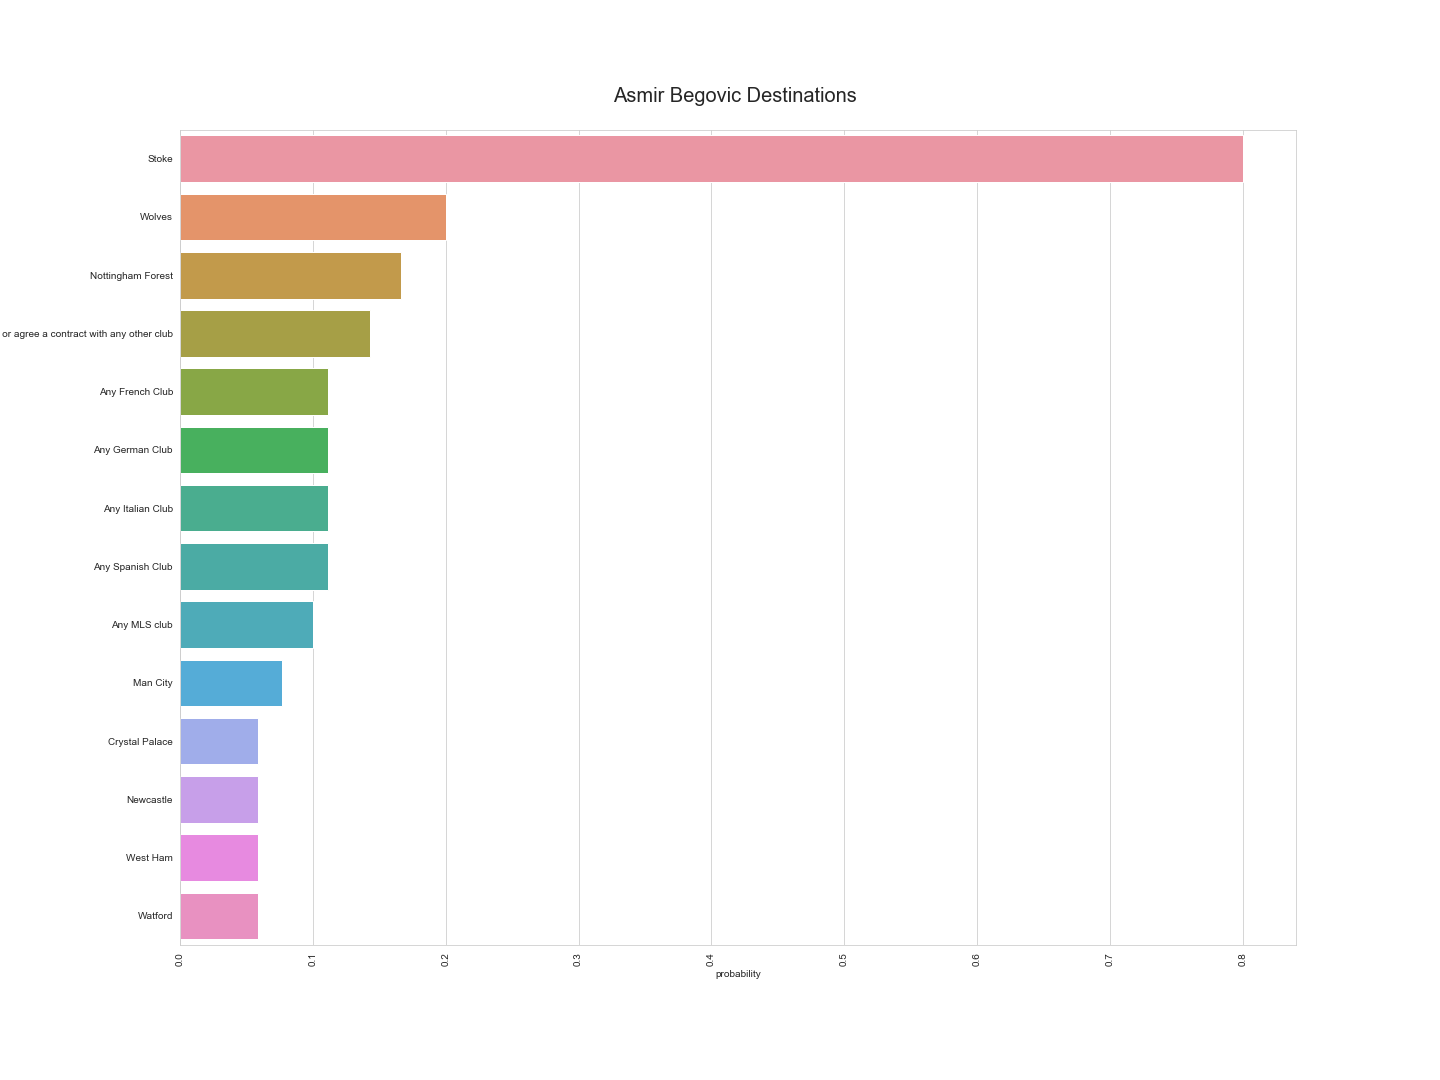 Asmir Begovic Destinations
Stoke
Wolves
Nottingham Forest
or agree a contract with any other club
Any French Club
Any German Club
Any Italian Club
Any Spanish Club
Any MLS club
Man City
Crystal Palace
Newcastle
West Ham
Watford
0.0 0.1 0.2 0.3 0.4 0.5 0.6 0.7 0.8
probability